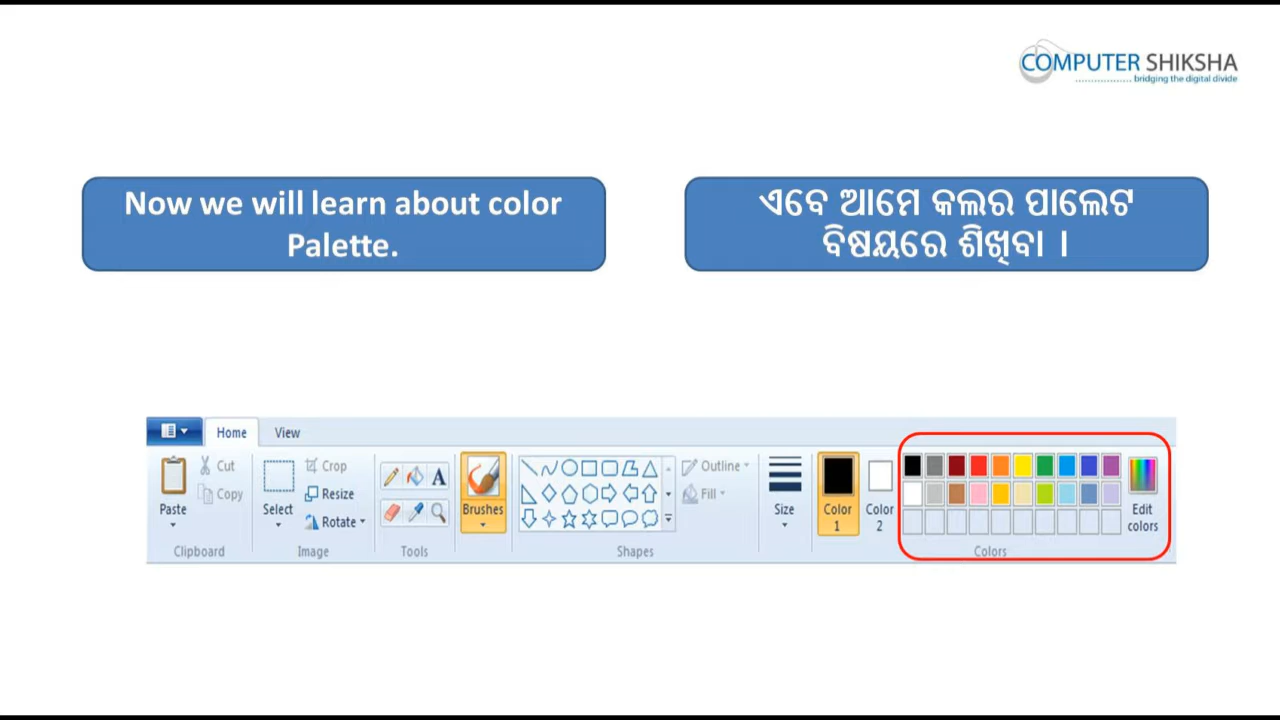 COMPUTER SHIKSHA
bridging the digital divide
Now we will learn about color
Palette.
ଏବେ ଆମେ କଲର ପାଲେଟ
ବିଷୟରେ ଶିଖିବା ।
Home View
Cut
Copy
Paste
Clipboard
Crop
Resize
Rotate
Select
Image
A
Tools
Brushes
Outline
Fill
Shapes
Size
Color
1
Color
2
Edit
colors
Colors